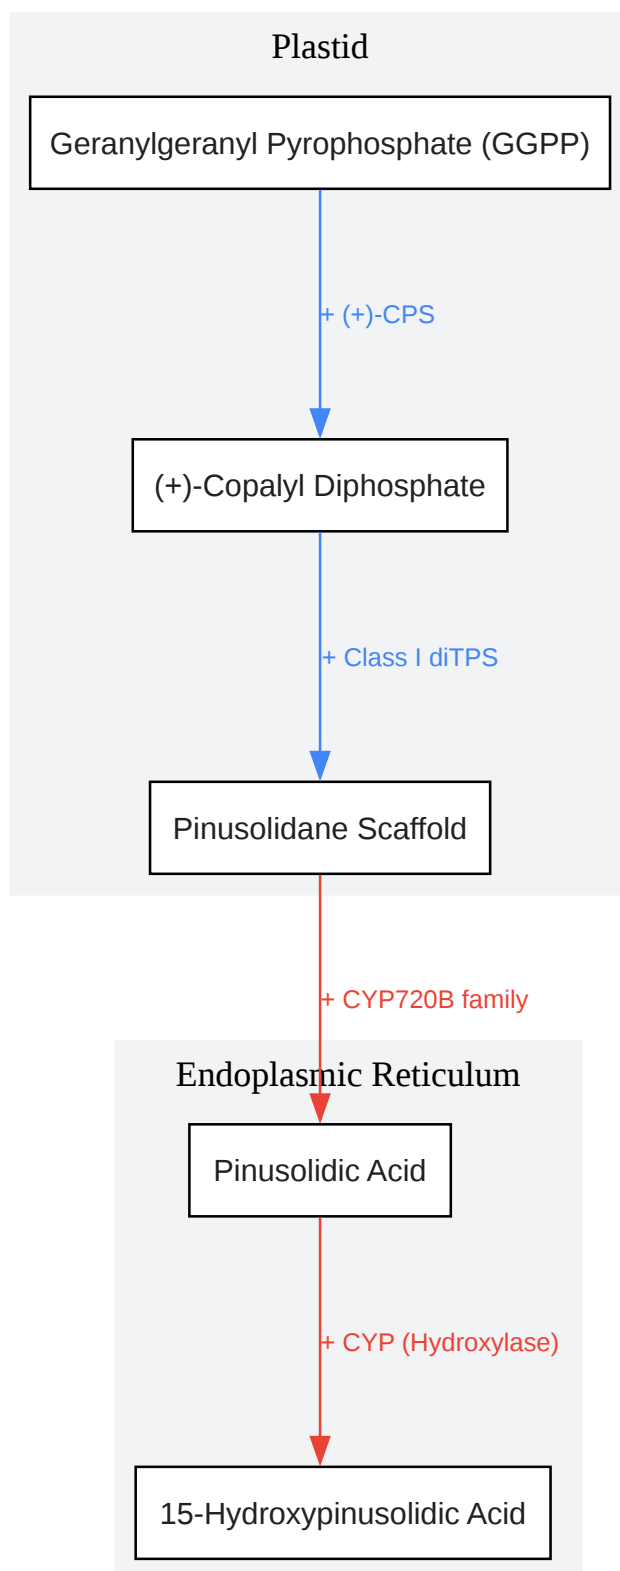 Plastid
Geranylgeranyl Pyrophosphate (GGPP)
+ (+)-CPS
(+)-Copalyl Diphosphate
+ Class I diTPS
Pinusolidane Scaffold
+ CYP720B family
Endoplasmic Reticulum
Pinusolidic Acid
+ CYP (Hydroxylase)
15-Hydroxypinusolidic Acid